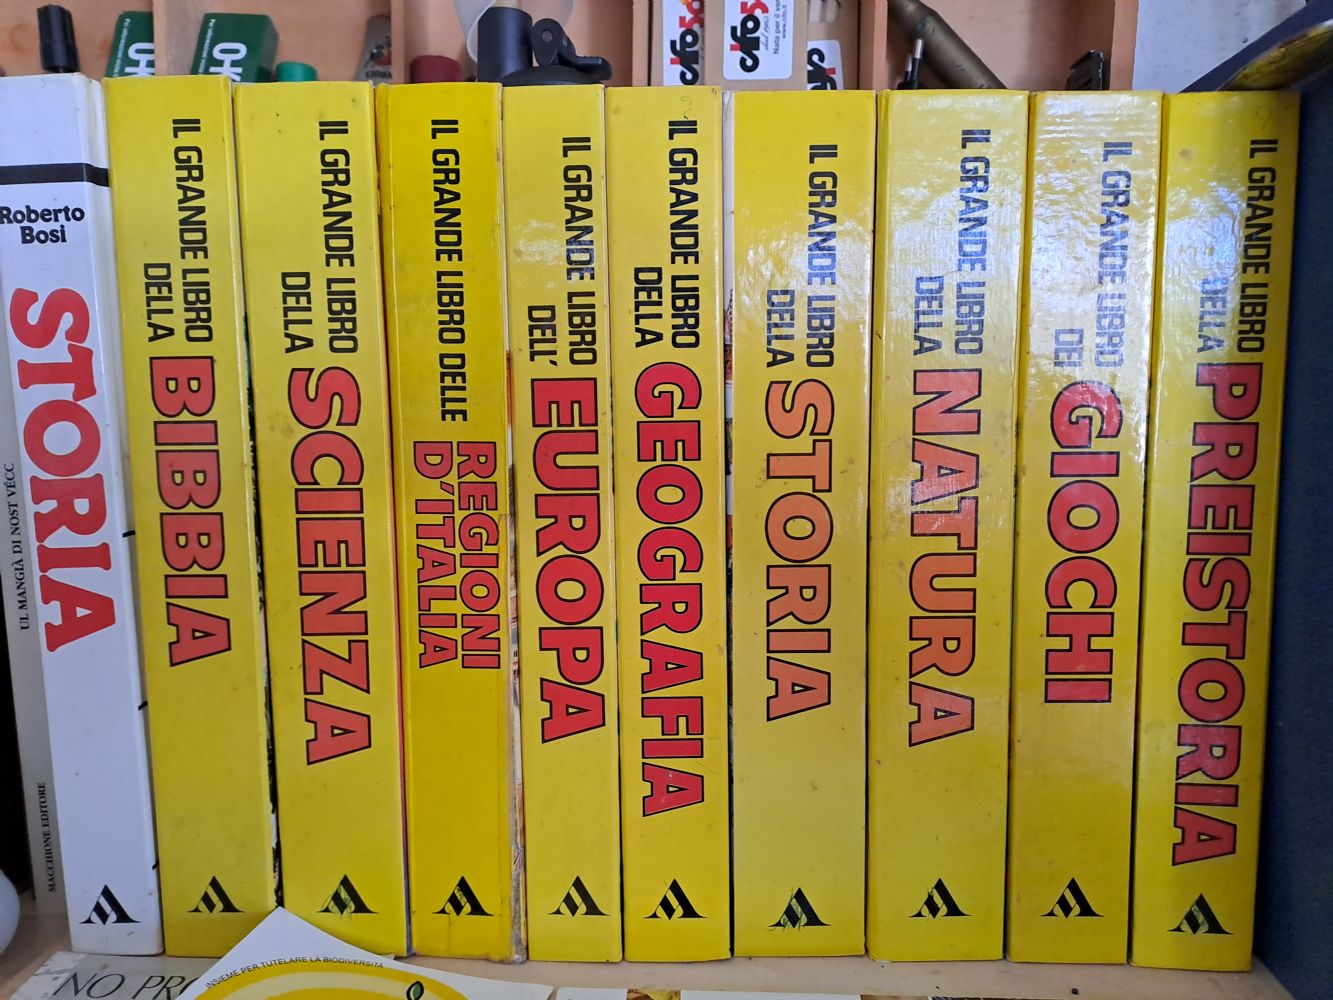 UL MANGIÀ DI NOST VÉCC
MACCHIONE EDITORE
Roberto
Bosi
STORIA
IL GRANDE LIBRO
DELLA BIBBIA
IL GRANDE LIBRO
DELLA SCIENZA
IL GRANDE LIBRO DELLE
REGIONI
D'ITALIA
IL GRANDE LIBRO
DELL' EUROPA
IL GRANDE LIBRO
DELLA GEOGRAFIA
IL GRANDE LIBRO
DELLA STORIA
IL GRANDE LIBRO
DELLA NATURA
IL GRANDE LIBRO
DEI GIOCHI
IL GRANDE LIBRO
DELLA PREISTORIA
INSIEME PER TUTELARE LA BIODIVERSITÀ
NO